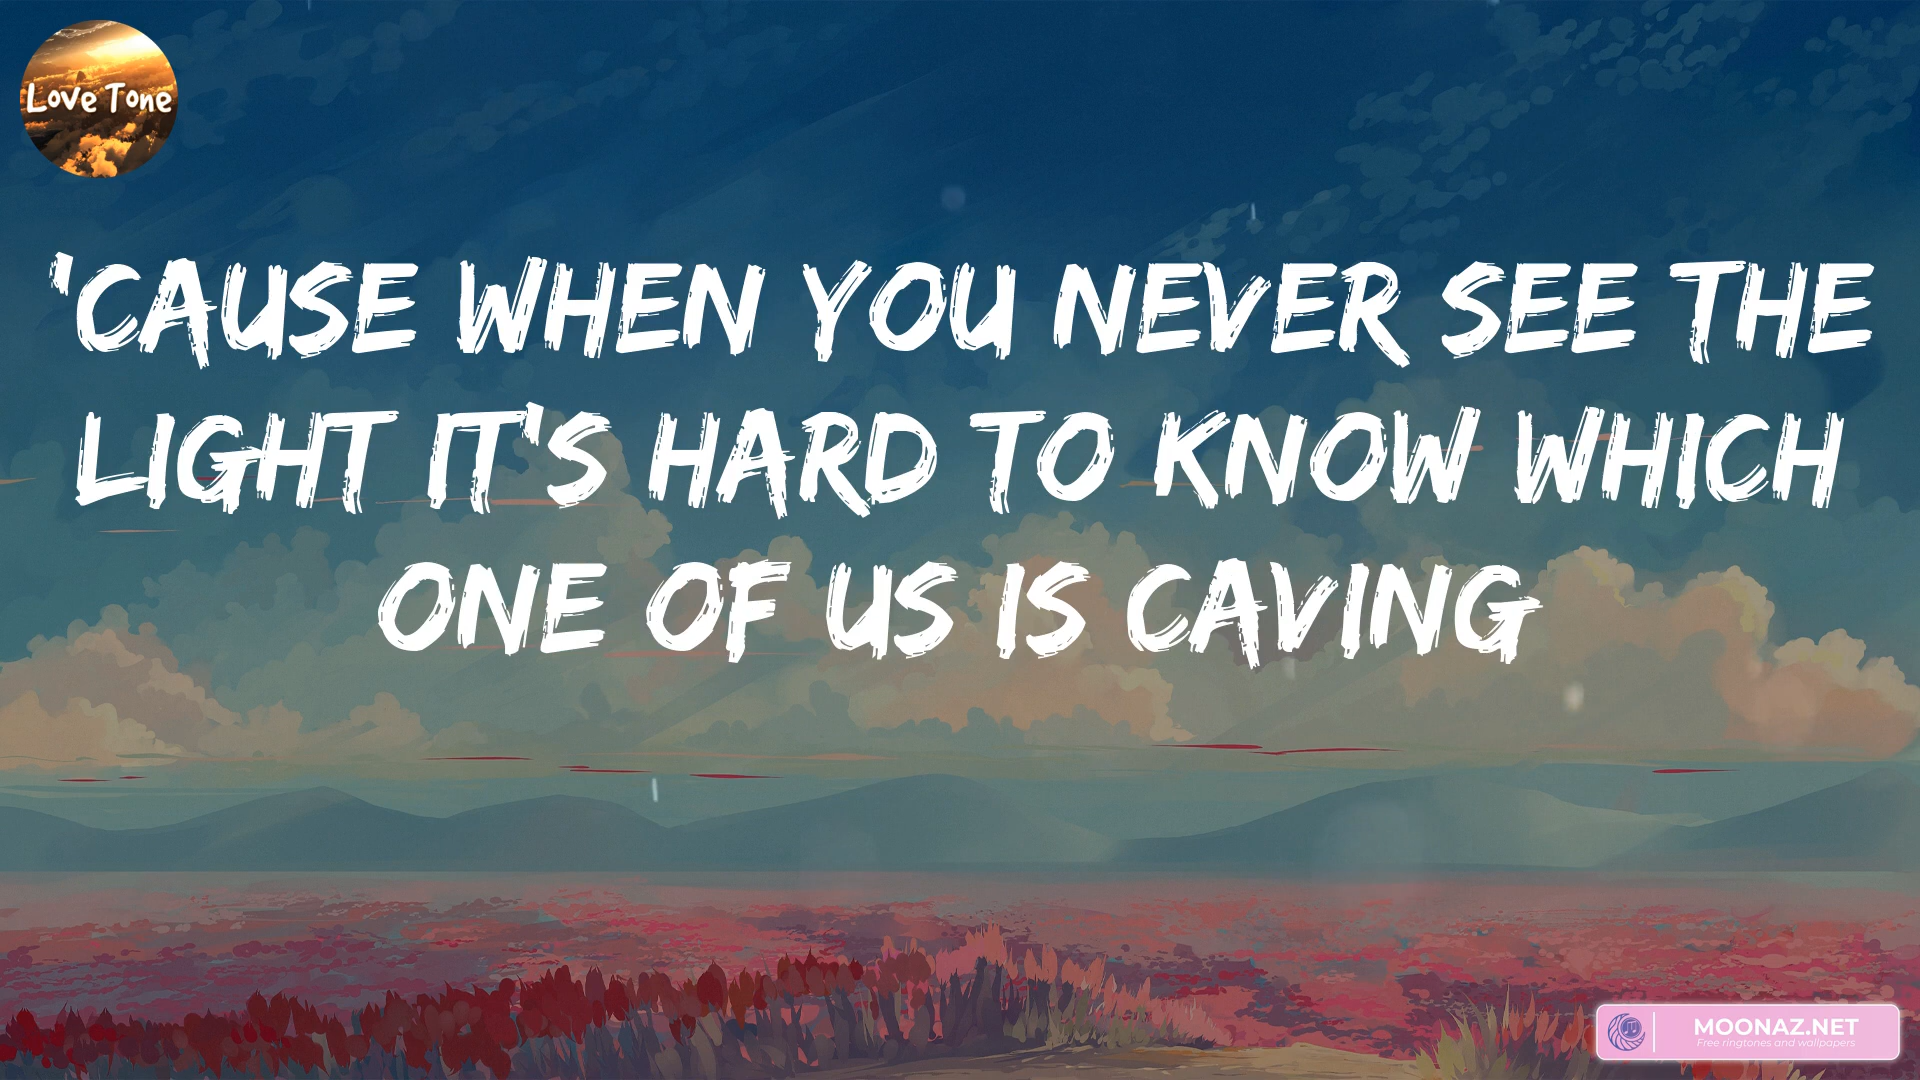 Love Tone
'CAUSE WHEN YOU NEVER SEE THE
LIGHT IT'S HARD TO KNOW WHICH
ONE OF US IS CAVING
MOONAZ.NET
Free ringtones and wallpapers